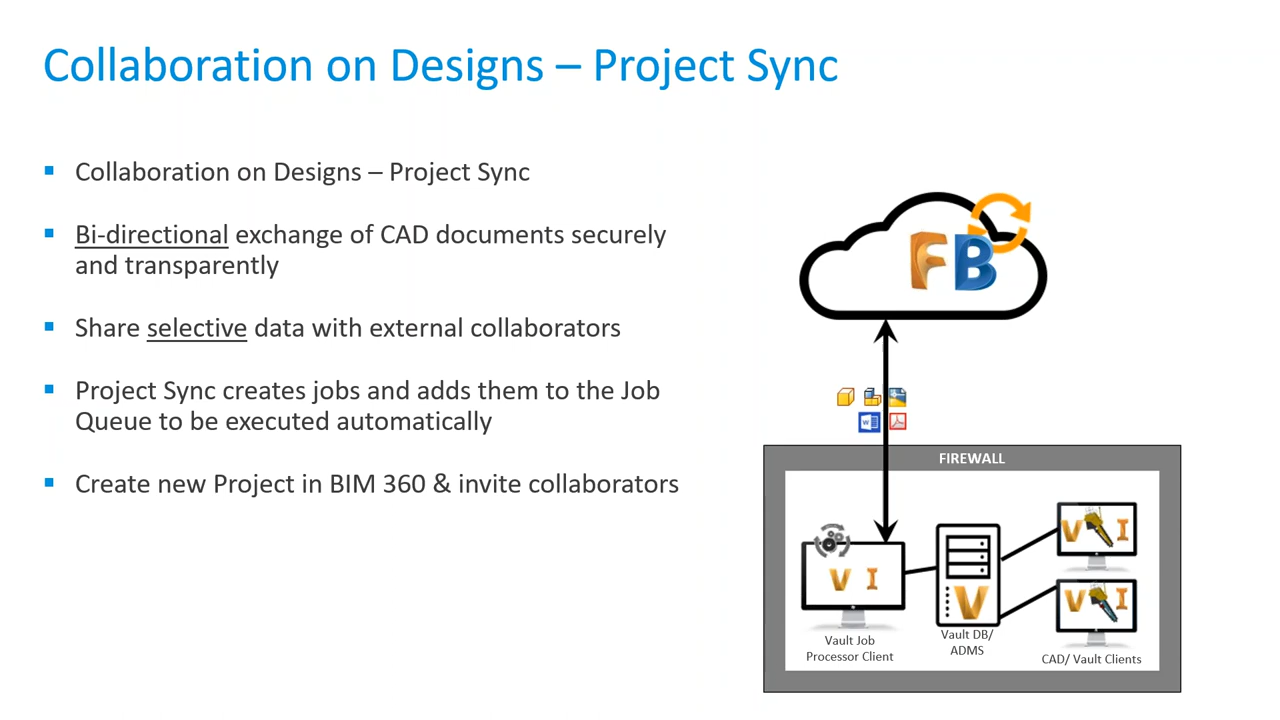 Collaboration on Designs – Project Sync
Collaboration on Designs – Project Sync
Bi-directional exchange of CAD documents securely
and transparently
Share selective data with external collaborators
Project Sync creates jobs and adds them to the Job
Queue to be executed automatically
Create new Project in BIM 360 & invite collaborators
F B
FIREWALL
V I
V
V I
V I
Vault Job
Processor Client
Vault DB/
ADMS
CAD/ Vault Clients